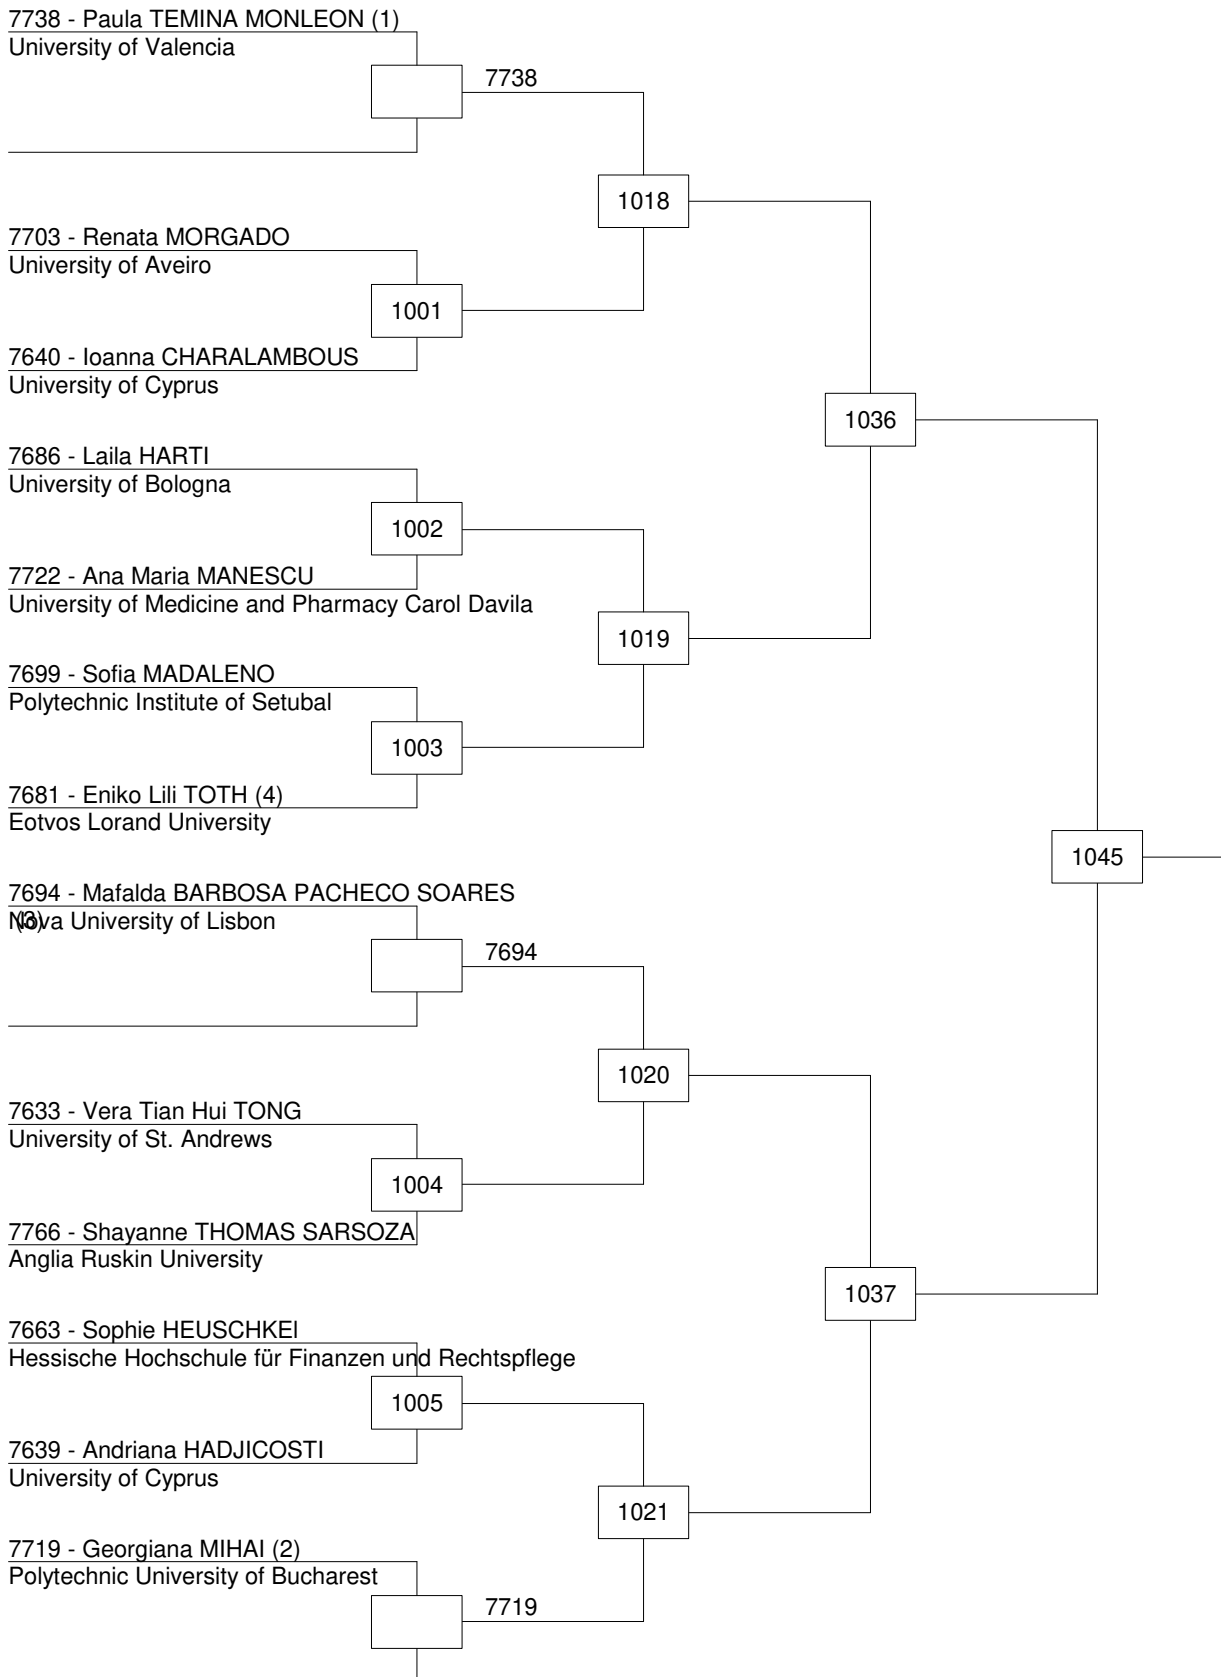 7738 - Paula TEMINA MONLEON (1)
University of Valencia
7738
1018
7703 - Renata MORGADO
University of Aveiro
1001
7640 - Ioanna CHARALAMBOUS
University of Cyprus
1036
7686 - Laila HARTI
University of Bologna
1002
7722 - Ana Maria MANESCU
University of Medicine and Pharmacy Carol Davila
1019
7699 - Sofia MADALENO
Polytechnic Institute of Setubal
1003
7681 - Eniko Lili TOTH (4)
Eotvos Lorand University
1045
7694 - Mafalda BARBOSA PACHECO SOARES
(3)
Nova University of Lisbon
7694
1020
7633 - Vera Tian Hui TONG
University of St. Andrews
1004
7766 - Shayanne THOMAS SARSOZA
Anglia Ruskin University
1037
7663 - Sophie HEUSCHKEl
Hessische Hochschule für Finanzen und Rechtspflege
1005
7639 - Andriana HADJICOSTI
University of Cyprus
1021
7719 - Georgiana MIHAI (2)
Polytechnic University of Bucharest
7719